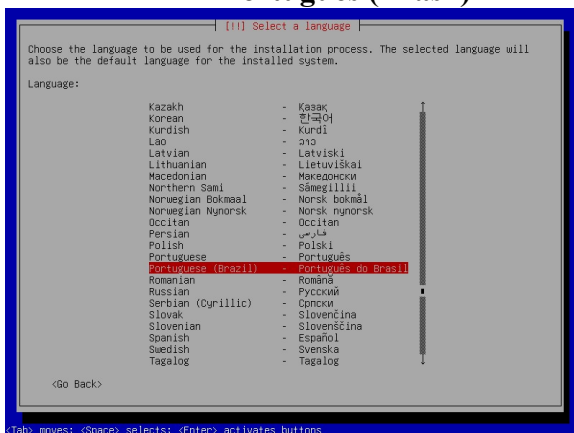 [!!] Select a language
Choose the language to be used for the installation process. The selected language will
also be the default language for the installed system.
Language:
Kazakh - Қазақ
Korean - 한국어
Kurdish - Kurdî
Lao - ລາວ
Latvian - Latviski
Lithuanian - Lietuviškai
Macedonian - Македонски
Northern Sami - Sámegillii
Norwegian Bokmaal - Norsk bokmål
Norwegian Nynorsk - Norsk nynorsk
Occitan - Occitan
Persian - فارسی
Polish - Polski
Portuguese - Português
Portuguese (Brazil) - Português do Brasil
Romanian - Română
Russian - Русский
Serbian (Cyrillic) - Српски
Slovak - Slovenčina
Slovenian - Slovenščina
Spanish - Español
Swedish - Svenska
Tagalog - Tagalog
<Go Back>
<Tab> moves; <Space> selects; <Enter> activates buttons